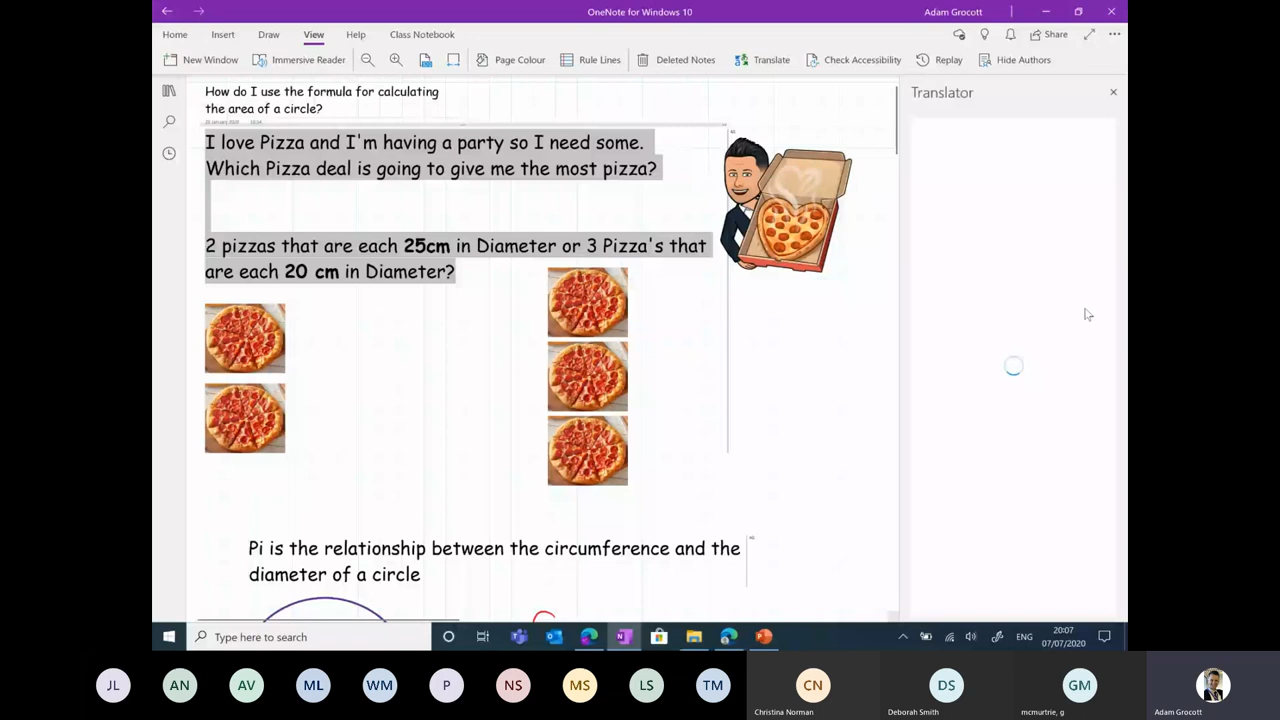 OneNote for Windows 10
Adam Grocott
Home Insert Draw View Help Class Notebook
Share
New Window Immersive Reader Page Colour Rule Lines Deleted Notes Translate Check Accessibility Replay Hide Authors
How do I use the formula for calculating
the area of a circle?
Translator
I love Pizza and I'm having a party so I need some.
Which Pizza deal is going to give me the most pizza?
2 pizzas that are each 25cm in Diameter or 3 Pizza's that
are each 20 cm in Diameter?
Pi is the relationship between the circumference and the
diameter of a circle
Type here to search
ENG
20:07
07/07/2020
JL AN AV ML WM P NS MS LS TM CN DS GM
Christina Norman Deborah Smith mcmurtrie, g Adam Grocott